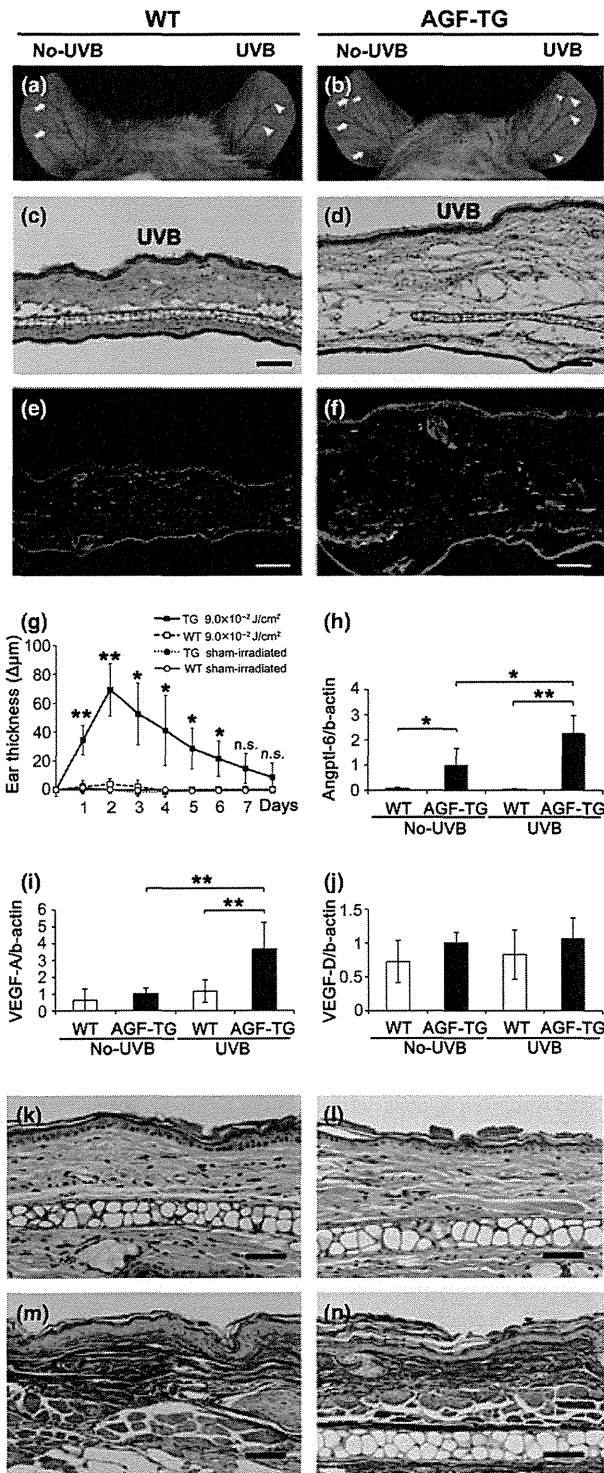 WT AGF-TG
No-UVB UVB No-UVB UVB
(a) (b)
(c) UVB (d) UVB
(e) (f)
(g) Ear thickness (Δμm)
100
80
60
40
20
0
1 2 3 4 5 6 7 Days
** ** * * * * n.s. n.s.
TG 9.0×10⁻² J/cm²
WT 9.0×10⁻² J/cm²
TG sham-irradiated
WT sham-irradiated
(h) Angptl-6/b-actin
4
3
2
1
0
* * **
WT AGF-TG WT AGF-TG
No-UVB UVB
(i) VEGF-A/b-actin
6
5
4
3
2
1
0
** **
WT AGF-TG WT AGF-TG
No-UVB UVB
(j) VEGF-D/b-actin
1.5
1
0.5
0
WT AGF-TG WT AGF-TG
No-UVB UVB
(k) (l)
(m) (n)